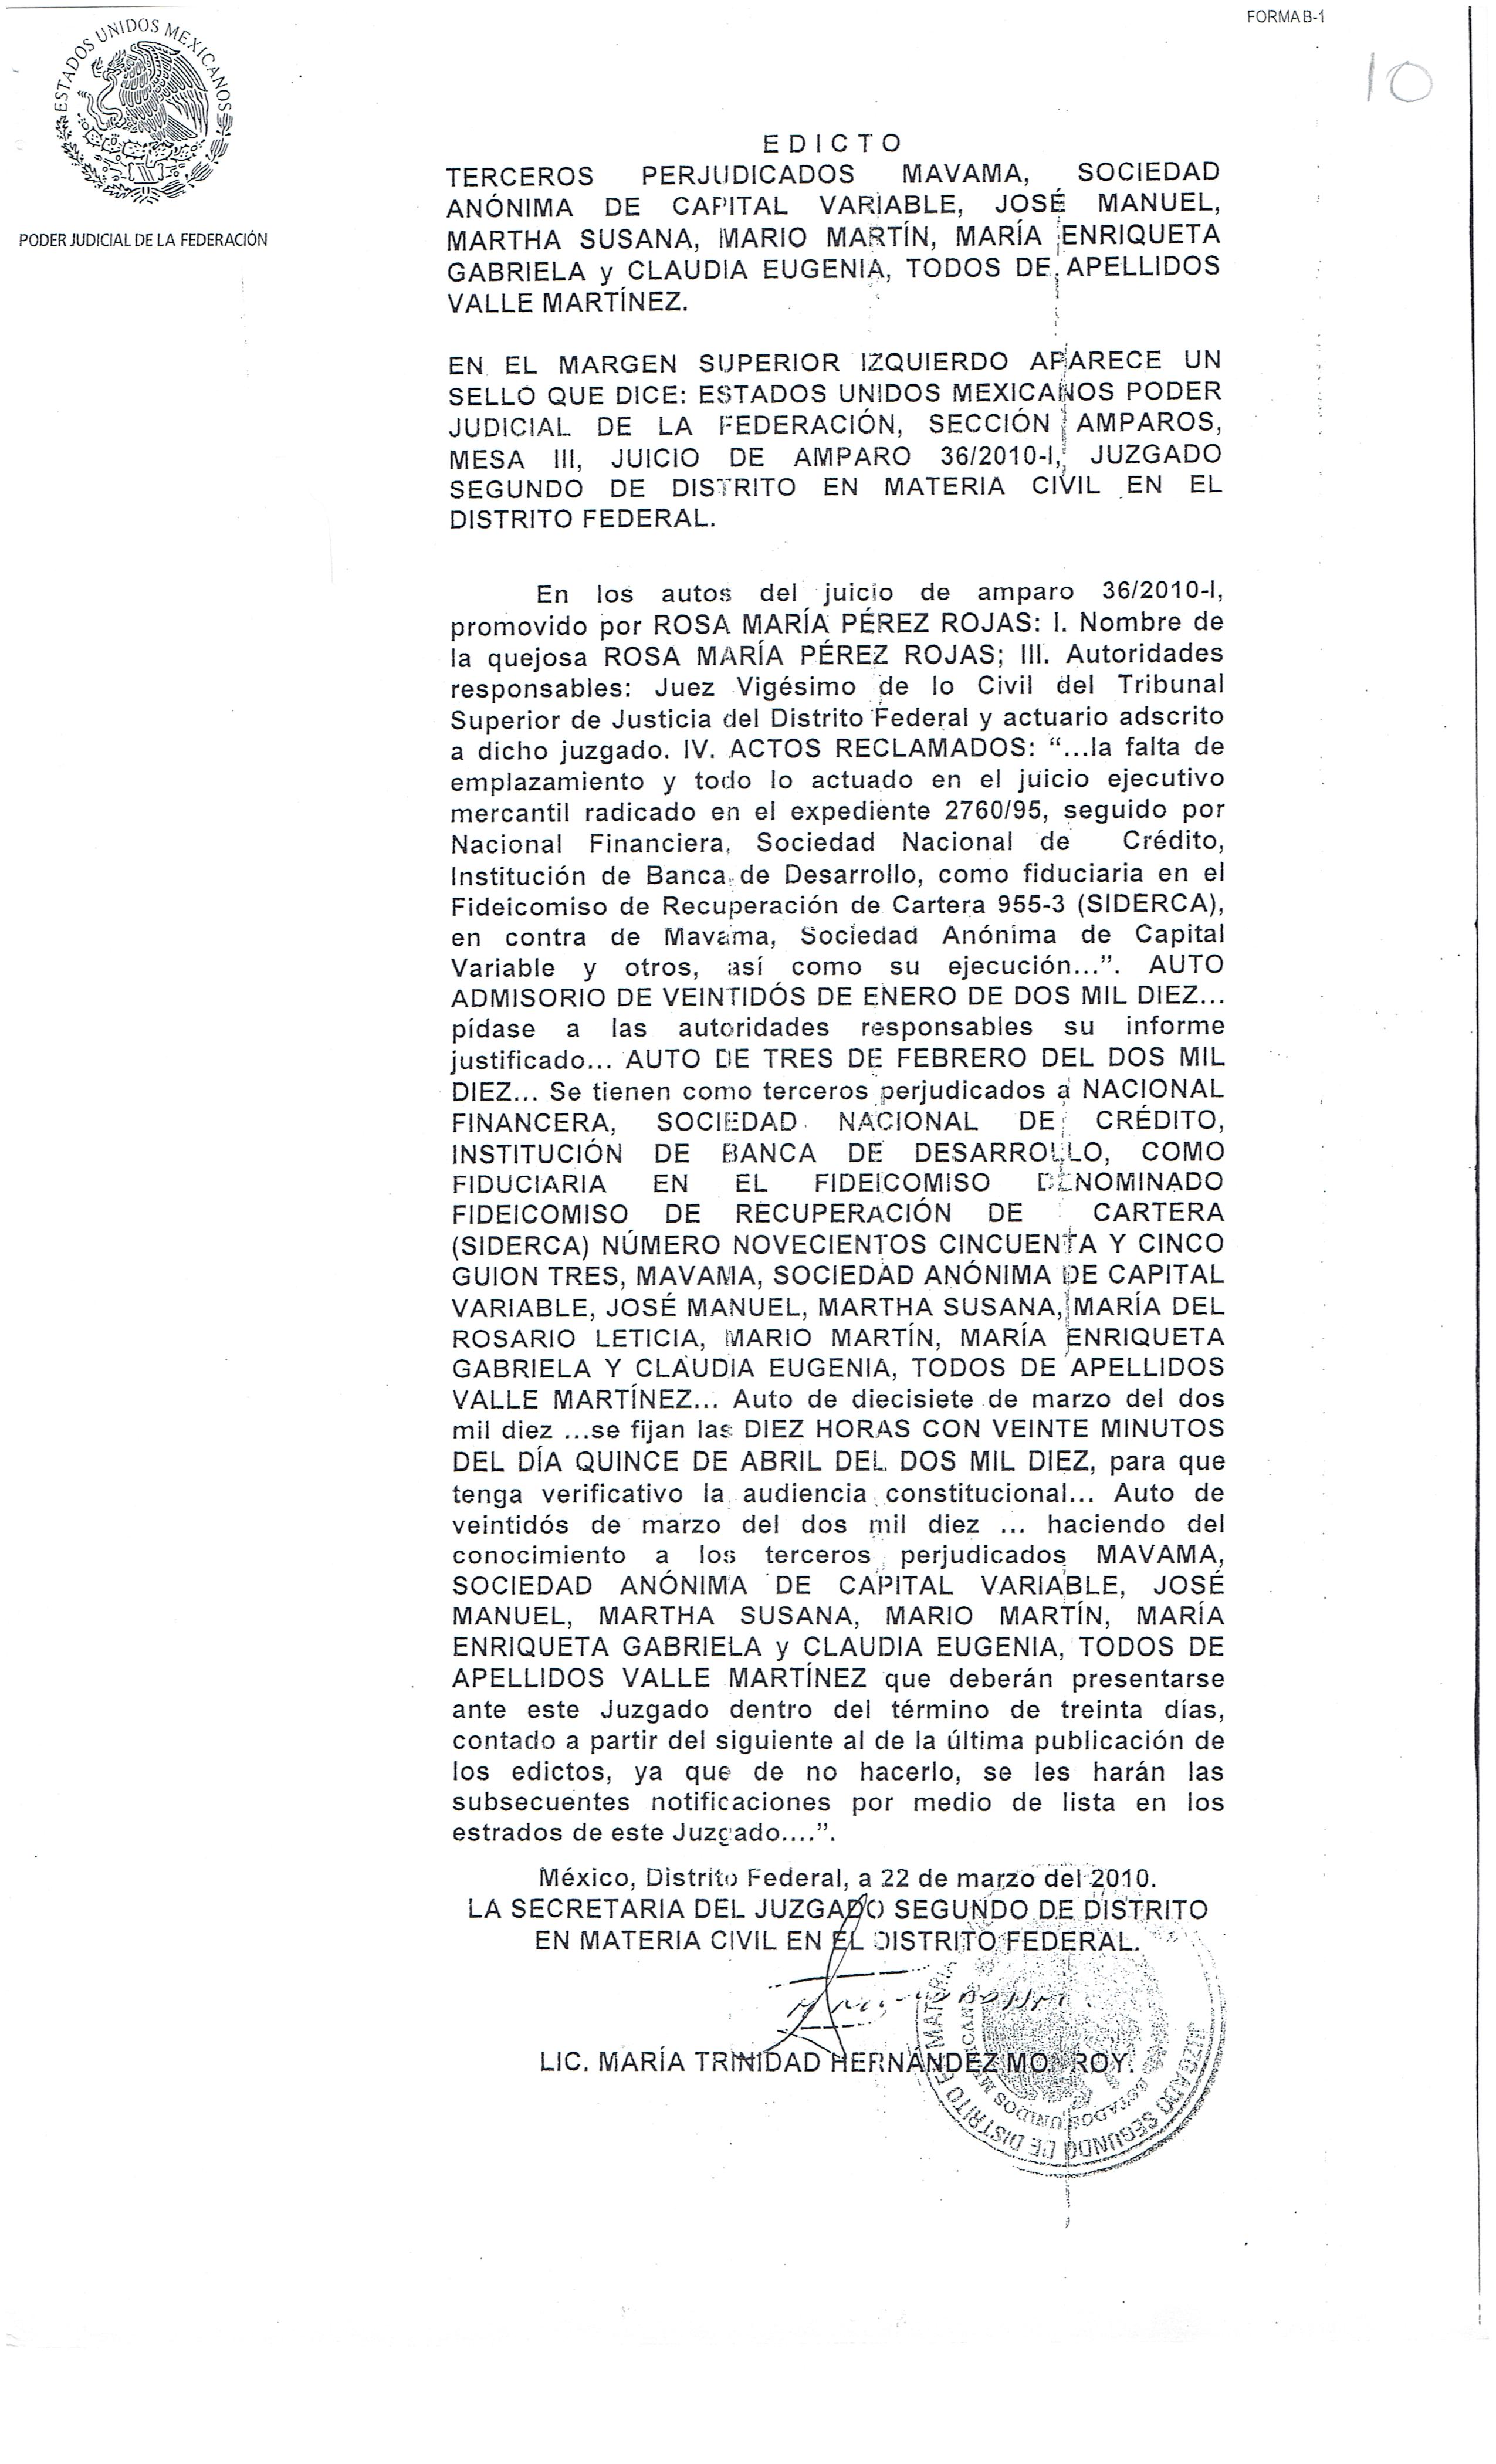 FORMA B-1
10
ESTADOS UNIDOS MEXICANOS
PODER JUDICIAL DE LA FEDERACIÓN
EDICTO
TERCEROS PERJUDICADOS MAVAMA, SOCIEDAD
ANÓNIMA DE CAPITAL VARIABLE, JOSÉ MANUEL,
MARTHA SUSANA, MARIO MARTÍN, MARÍA ENRIQUETA
GABRIELA y CLAUDIA EUGENIA, TODOS DE APELLIDOS
VALLE MARTÍNEZ.
EN EL MARGEN SUPERIOR IZQUIERDO APARECE UN
SELLO QUE DICE: ESTADOS UNIDOS MEXICANOS PODER
JUDICIAL DE LA FEDERACIÓN, SECCIÓN AMPAROS,
MESA III, JUICIO DE AMPARO 36/2010-I, JUZGADO
SEGUNDO DE DISTRITO EN MATERIA CIVIL EN EL
DISTRITO FEDERAL.
En los autos del juicio de amparo 36/2010-I,
promovido por ROSA MARÍA PÉREZ ROJAS: I. Nombre de
la quejosa ROSA MARÍA PÉREZ ROJAS; III. Autoridades
responsables: Juez Vigésimo de lo Civil del Tribunal
Superior de Justicia del Distrito Federal y actuario adscrito
a dicho juzgado. IV. ACTOS RECLAMADOS: “...la falta de
emplazamiento y todo lo actuado en el juicio ejecutivo
mercantil radicado en el expediente 2760/95, seguido por
Nacional Financiera, Sociedad Nacional de Crédito,
Institución de Banca de Desarrollo, como fiduciaria en el
Fideicomiso de Recuperación de Cartera 955-3 (SIDERCA),
en contra de Mavama, Sociedad Anónima de Capital
Variable y otros, así como su ejecución...”. AUTO
ADMISORIO DE VEINTIDÓS DE ENERO DE DOS MIL DIEZ...
pídase a las autoridades responsables su informe
justificado... AUTO DE TRES DE FEBRERO DEL DOS MIL
DIEZ... Se tienen como terceros perjudicados a NACIONAL
FINANCERA, SOCIEDAD NACIONAL DE CRÉDITO,
INSTITUCIÓN DE BANCA DE DESARROLLO, COMO
FIDUCIARIA EN EL FIDEICOMISO DENOMINADO
FIDEICOMISO DE RECUPERACIÓN DE CARTERA
(SIDERCA) NÚMERO NOVECIENTOS CINCUENTA Y CINCO
GUION TRES, MAVAMA, SOCIEDAD ANÓNIMA DE CAPITAL
VARIABLE, JOSÉ MANUEL, MARTHA SUSANA, MARÍA DEL
ROSARIO LETICIA, MARIO MARTÍN, MARÍA ENRIQUETA
GABRIELA Y CLAUDIA EUGENIA, TODOS DE APELLIDOS
VALLE MARTÍNEZ... Auto de diecisiete de marzo del dos
mil diez ...se fijan las DIEZ HORAS CON VEINTE MINUTOS
DEL DÍA QUINCE DE ABRIL DEL DOS MIL DIEZ, para que
tenga verificativo la audiencia constitucional... Auto de
veintidós de marzo del dos mil diez ... haciendo del
conocimiento a los terceros perjudicados MAVAMA,
SOCIEDAD ANÓNIMA DE CAPITAL VARIABLE, JOSÉ
MANUEL, MARTHA SUSANA, MARIO MARTÍN, MARÍA
ENRIQUETA GABRIELA y CLAUDIA EUGENIA, TODOS DE
APELLIDOS VALLE MARTÍNEZ que deberán presentarse
ante este Juzgado dentro del término de treinta días,
contado a partir del siguiente al de la última publicación de
los edictos, ya que de no hacerlo, se les harán las
subsecuentes notificaciones por medio de lista en los
estrados de este Juzgado....”.
México, Distrito Federal, a 22 de marzo del 2010.
LA SECRETARIA DEL JUZGADO SEGUNDO DE DISTRITO
EN MATERIA CIVIL EN EL DISTRITO FEDERAL.
LIC. MARÍA TRINIDAD HERNÁNDEZ MONROY.
JUZGADO SEGUNDO DE DISTRITO E MATERIA
ESTADOS UNIDOS MEXICAN